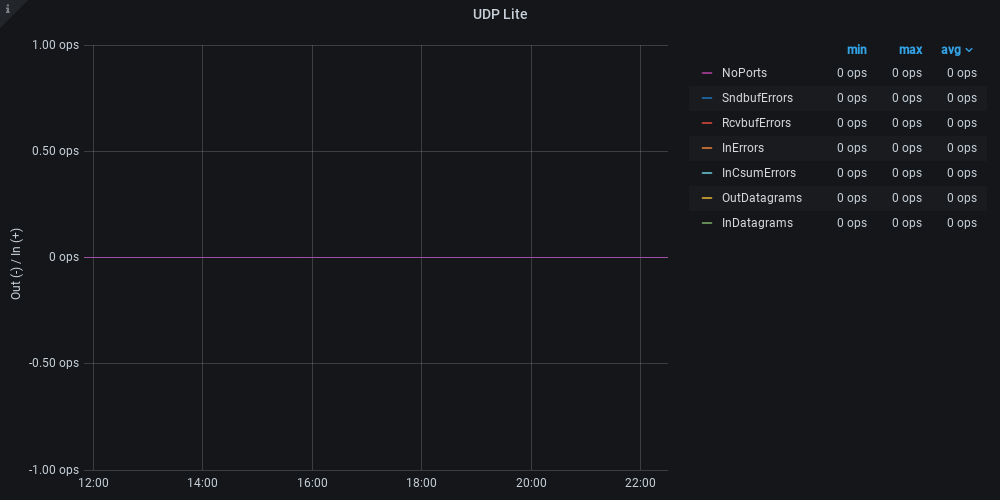 i
UDP Lite
min max avg
NoPorts 0 ops 0 ops 0 ops
SndbufErrors 0 ops 0 ops 0 ops
RcvbufErrors 0 ops 0 ops 0 ops
InErrors 0 ops 0 ops 0 ops
InCsumErrors 0 ops 0 ops 0 ops
OutDatagrams 0 ops 0 ops 0 ops
InDatagrams 0 ops 0 ops 0 ops
Out (-) / In (+)
1.00 ops
0.50 ops
0 ops
-0.50 ops
-1.00 ops
12:00 14:00 16:00 18:00 20:00 22:00